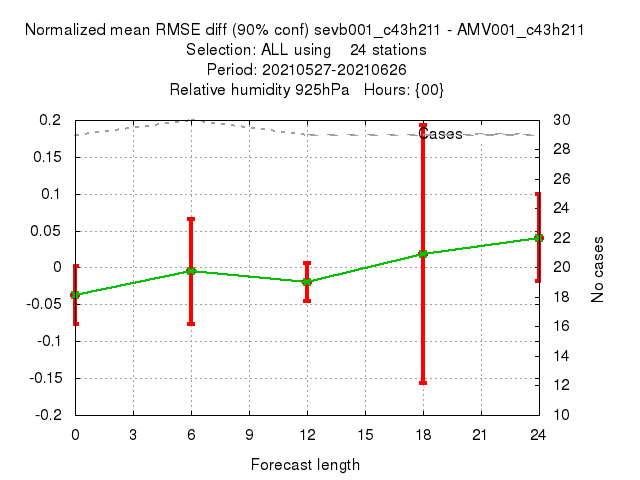 Normalized mean RMSE diff (90% conf) sevb001_c43h211 - AMV001_c43h211
Selection: ALL using 24 stations
Period: 20210527-20210626
Relative humidity 925hPa Hours: {00}
0.2
0.15
0.1
0.05
0
-0.05
-0.1
-0.15
-0.2
Cases
30
28
26
24
22
20
18
16
14
12
10
No cases
0 3 6 9 12 15 18 21 24
Forecast length